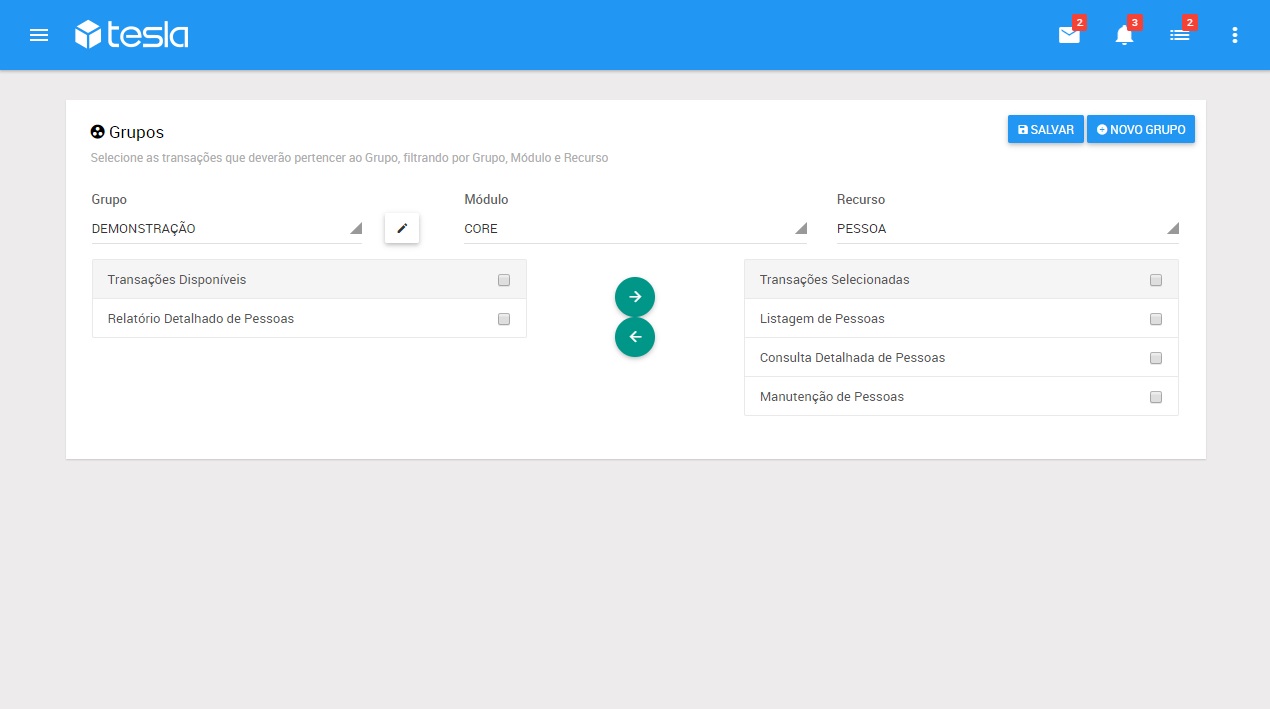 tesla
2
3
2
Grupos
SALVAR
NOVO GRUPO
Selecione as transações que deverão pertencer ao Grupo, filtrando por Grupo, Módulo e Recurso
Grupo
Módulo
Recurso
DEMONSTRAÇÃO
CORE
PESSOA
Transações Disponíveis
Relatório Detalhado de Pessoas
Transações Selecionadas
Listagem de Pessoas
Consulta Detalhada de Pessoas
Manutenção de Pessoas